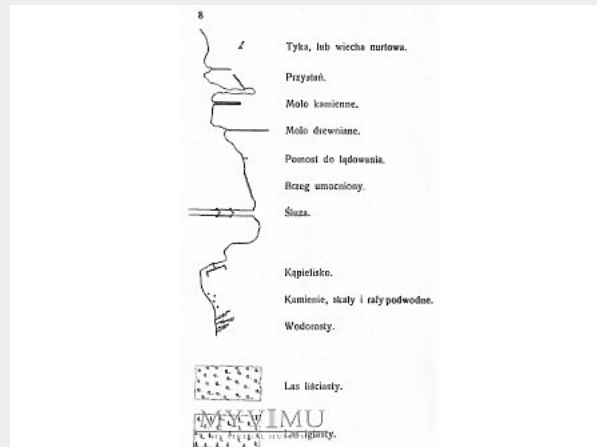 8
Tyka, lub wiecha nurtowa.
Przystań.
Molo kamienne.
Molo drewniane.
Pomost do lądowania.
Brzeg umocniony.
Śluza.
Kąpielisko.
Kamienie, skały i rafy podwodne.
Wodorosty.
Las liściasty.
MYVIMU
Las iglasty.